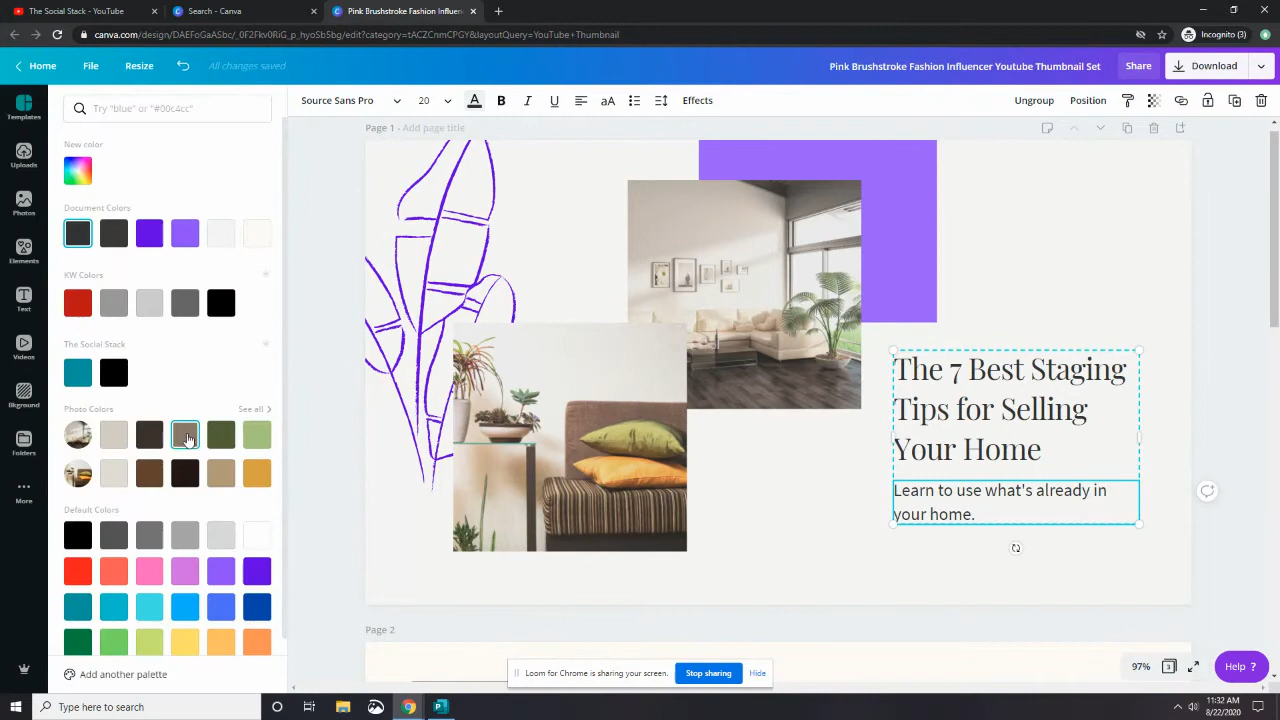 The Social Stack - YouTube
Search - Canva
Pink Brushstroke Fashion Influen
canva.com/design/DAEFoGaASbc/_0F2Fkv0RiG_p_hyoSb5bg/edit?category=tACZCnmCPGY&layoutQuery=YouTube+Thumbnail
Incognito (3)
Home
File
Resize
All changes saved
Pink Brushstroke Fashion Influencer Youtube Thumbnail Set
Share
Download
Templates
Uploads
Photos
Elements
Text
Videos
Bkground
Folders
More
Try "blue" or "#00c4cc"
Source Sans Pro
20
A
B
I
U
aA
Effects
Ungroup
Position
New color
Document Colors
KW Colors
The Social Stack
Photo Colors
See all
Default Colors
Add another palette
Page 1 - Add page title
The 7 Best Staging
Tips for Selling
Your Home
Learn to use what's already in
your home.
Page 2
Loom for Chrome is sharing your screen.
Stop sharing
Hide
97%
3
Help ?
Type here to search
11:32 AM
8/22/2020